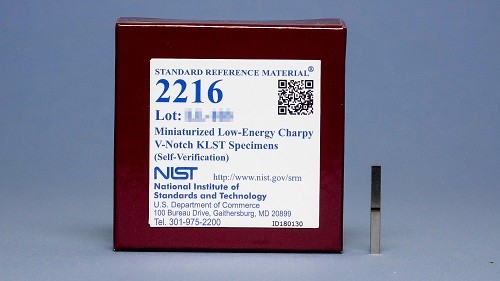 STANDARD REFERENCE MATERIAL®
2216
Lot:
Miniaturized Low-Energy Charpy
V-Notch KLST Specimens
(Self-Verification)
NIST http://www.nist.gov/srm
National Institute of
Standards and Technology
U.S. Department of Commerce
100 Bureau Drive, Gaithersburg, MD 20899
Tel. 301-975-2200
ID180130